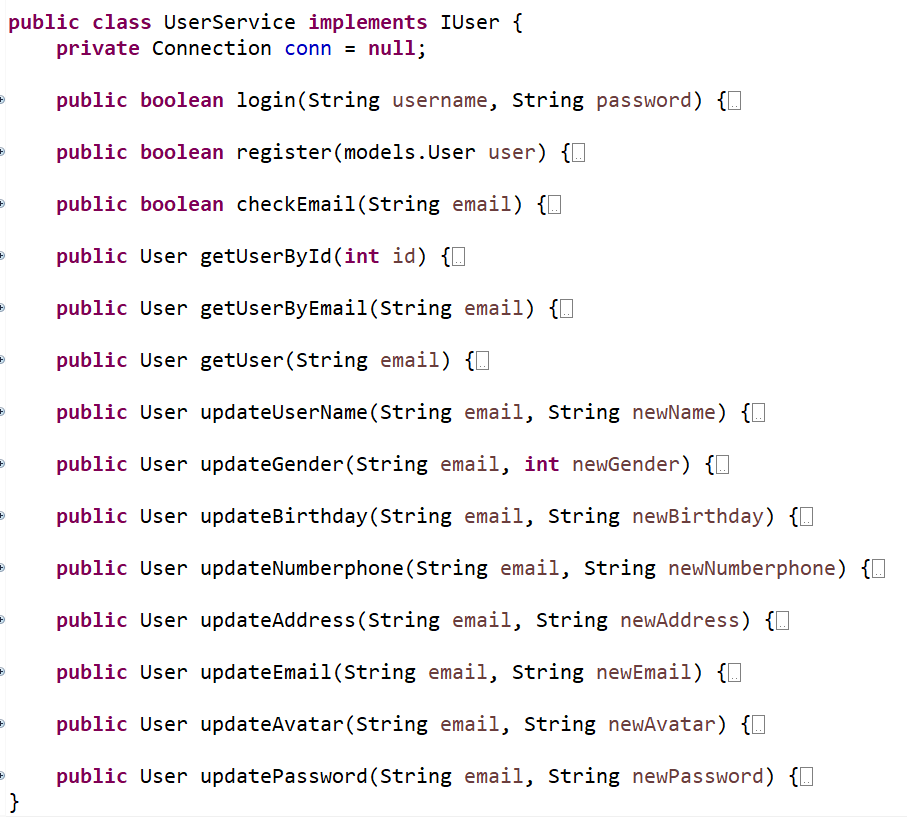 public class UserService implements IUser {
    private Connection conn = null;
    public boolean login(String username, String password) {
    public boolean register(models.User user) {
    public boolean checkEmail(String email) {
    public User getUserById(int id) {
    public User getUserByEmail(String email) {
    public User getUser(String email) {
    public User updateUserName(String email, String newName) {
    public User updateGender(String email, int newGender) {
    public User updateBirthday(String email, String newBirthday) {
    public User updateNumberphone(String email, String newNumberphone) {
    public User updateAddress(String email, String newAddress) {
    public User updateEmail(String email, String newEmail) {
    public User updateAvatar(String email, String newAvatar) {
    public User updatePassword(String email, String newPassword) {
}